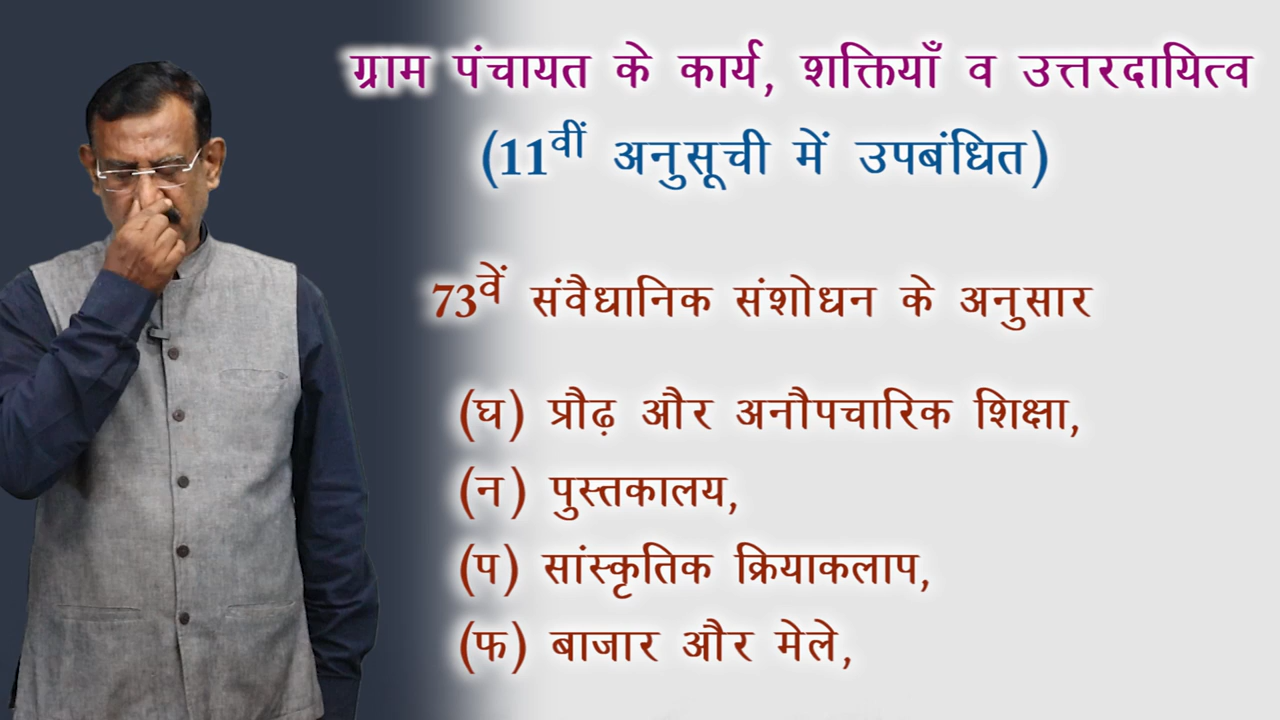 ग्राम पंचायत के कार्य, शक्तियाँ व उत्तरदायित्व
(11वीं अनुसूची में उपबंधित)
73वें संवैधानिक संशोधन के अनुसार
(घ) प्रौढ़ और अनौपचारिक शिक्षा,
(न) पुस्तकालय,
(प) सांस्कृतिक क्रियाकलाप,
(फ) बाजार और मेले,